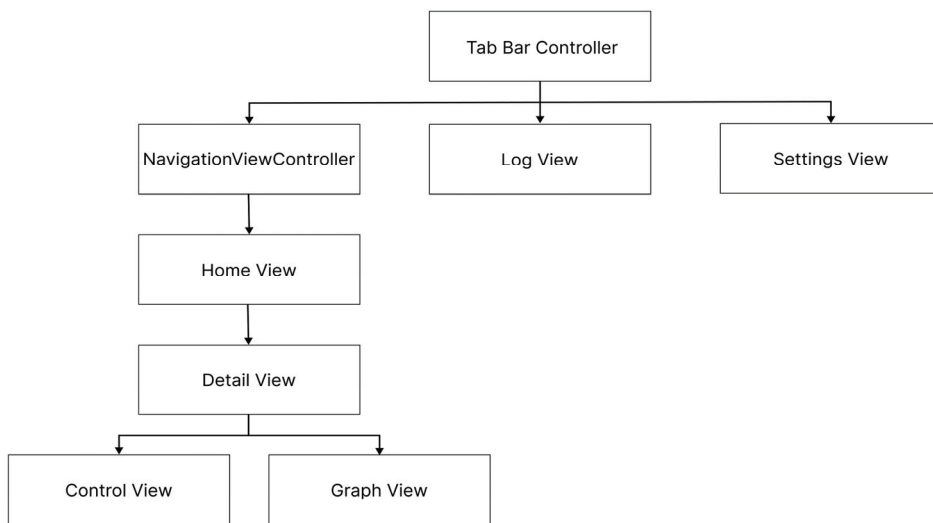 Tab Bar Controller
NavigationViewController
Log View
Settings View
Home View
Detail View
Control View
Graph View